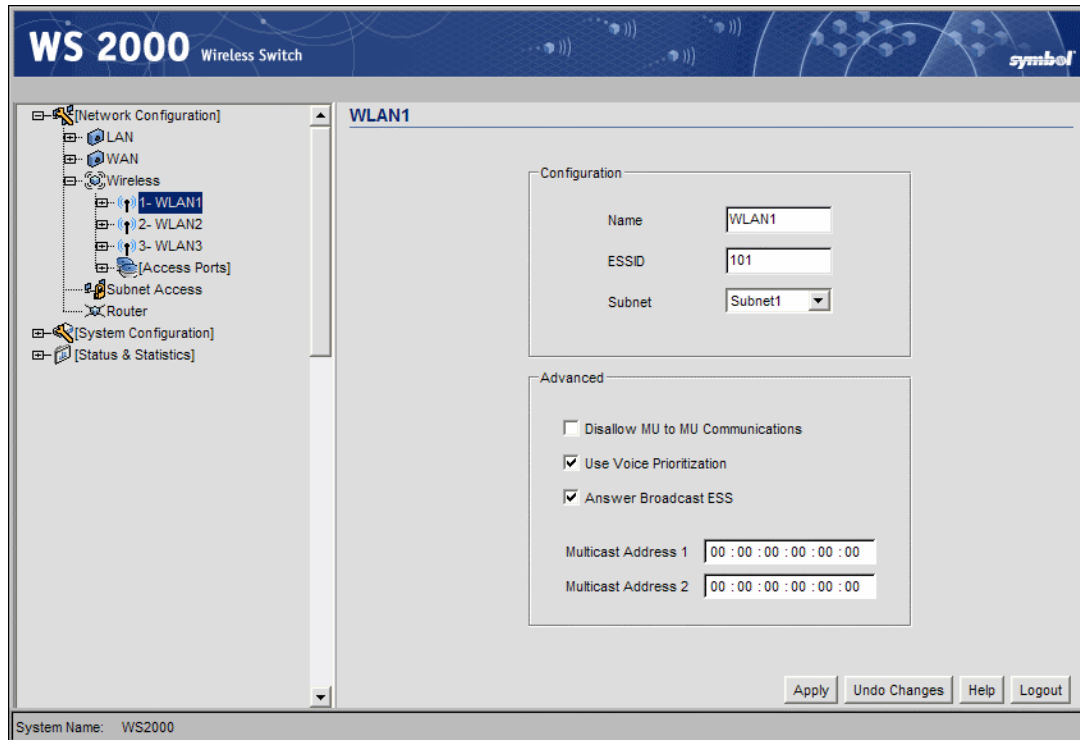 WS 2000 Wireless Switch
symbol
[Network Configuration]
LAN
WAN
Wireless
1- WLAN1
2- WLAN2
3- WLAN3
[Access Ports]
Subnet Access
Router
[System Configuration]
[Status & Statistics]
WLAN1
Configuration
Name WLAN1
ESSID 101
Subnet Subnet1
Advanced
Disallow MU to MU Communications
Use Voice Prioritization
Answer Broadcast ESS
Multicast Address 1 00 : 00 : 00 : 00 : 00 : 00
Multicast Address 2 00 : 00 : 00 : 00 : 00 : 00
Apply Undo Changes Help Logout
System Name: WS2000